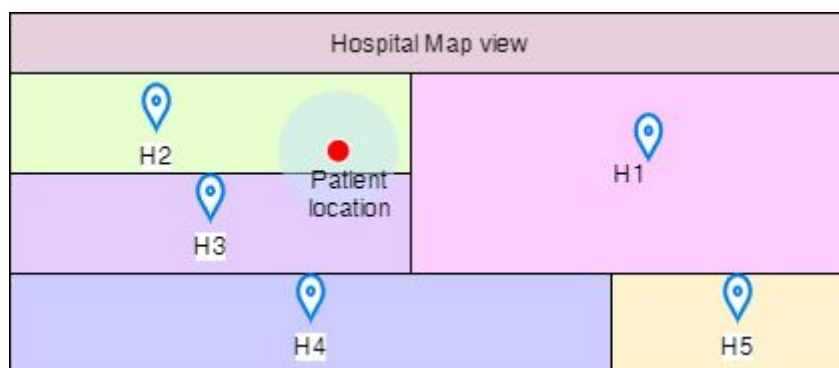 Hospital Map view
H2
Patient
location
H1
H3
H4
H5